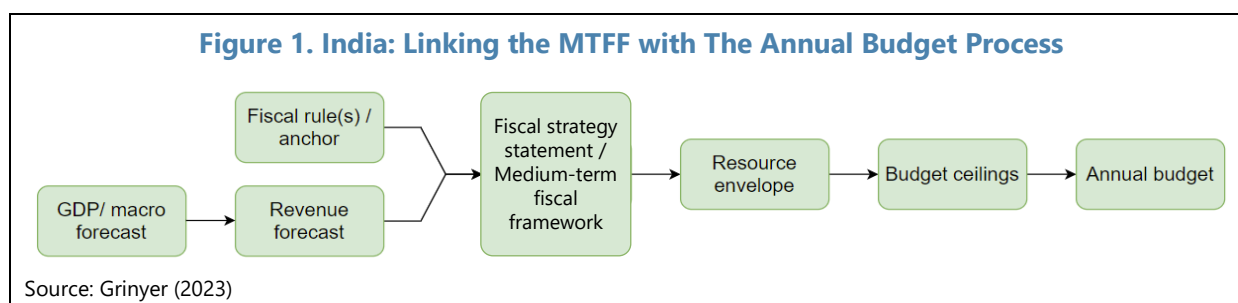 Figure 1. India: Linking the MTFF with The Annual Budget Process
Fiscal rule(s) /
anchor
GDP/ macro
forecast
Revenue
forecast
Fiscal strategy
statement /
Medium-term
fiscal
framework
Resource
envelope
Budget ceilings
Annual budget
Source: Grinyer (2023)